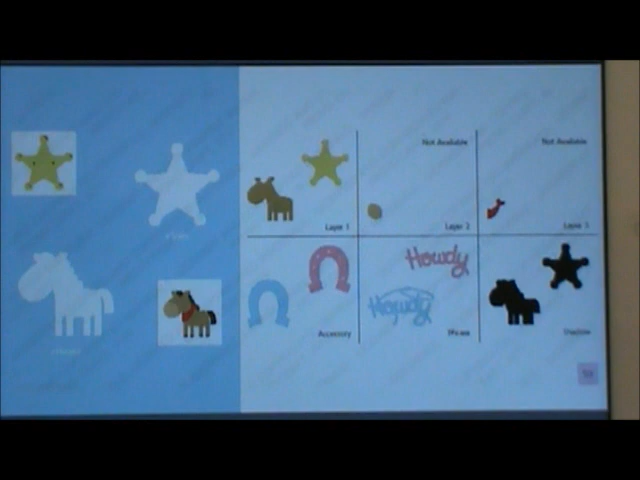 Not Available
Not Available
Layer 1
Layer 2
Layer 3
Howdy
Howdy
Accessory
Phrase
Shadow